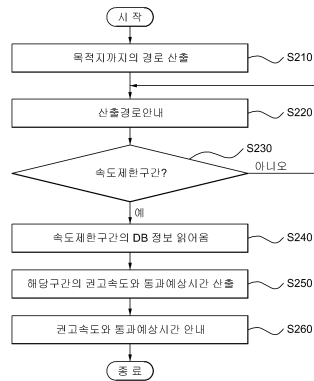 시 작
목적지까지의 경로 산출
S210
산출경로안내
S220
S230
속도제한구간?
아니오
예
속도제한구간의 DB 정보 읽어옴
S240
해당구간의 권고속도와 통과예상시간 산출
S250
권고속도와 통과예상시간 안내
S260
종 료